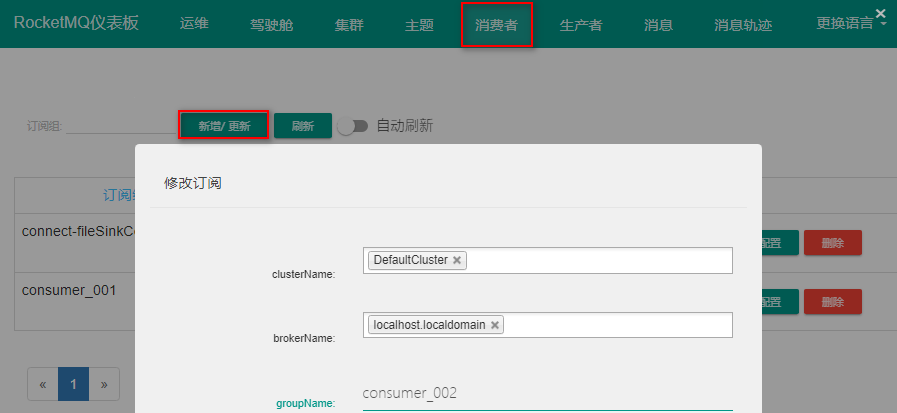 RocketMQ仪表板 运维 驾驶舱 集群 主题 消费者 生产者 消息 消息轨迹 更换语言
×
订阅组: 新增/ 更新 刷新 自动刷新
修改订阅
订阅
connect-fileSinkC 配置 删除
clusterName: DefaultCluster ×
consumer_001 配置 删除
brokerName: localhost.localdomain ×
« 1 »
groupName: consumer_002